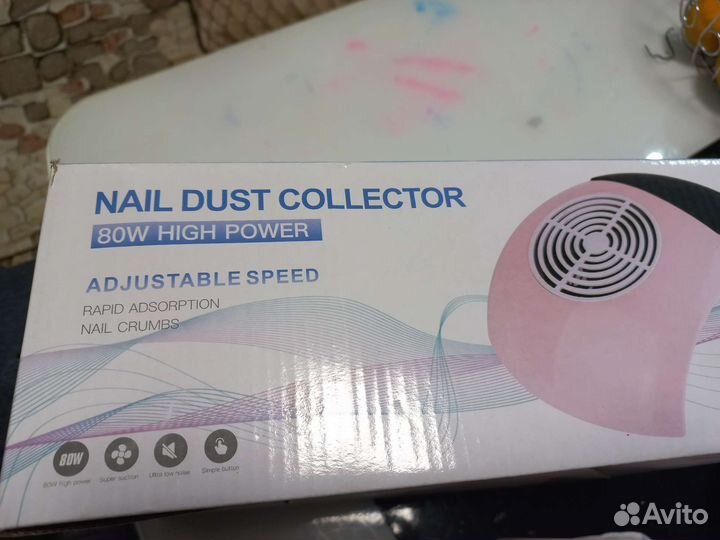 NAIL DUST COLLECTOR
80W HIGH POWER
ADJUSTABLE SPEED
RAPID ADSORPTION
NAIL CRUMBS
80W
80W high power
Super suction
Ultra low noise
Simple button
Avito